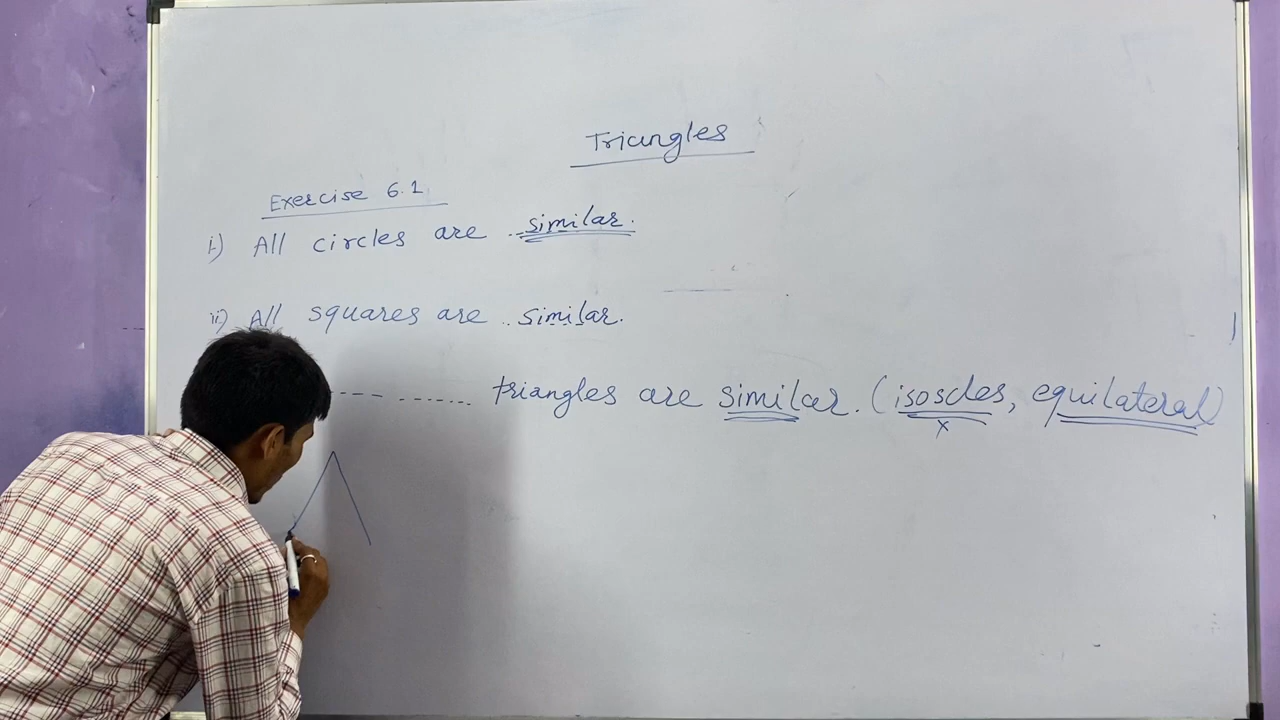 Triangles
Exercise 6.1
i) All circles are ..similar.
ii) All squares are ..similar.
---- ....... triangles are similar. (isoscles, equilateral)
x